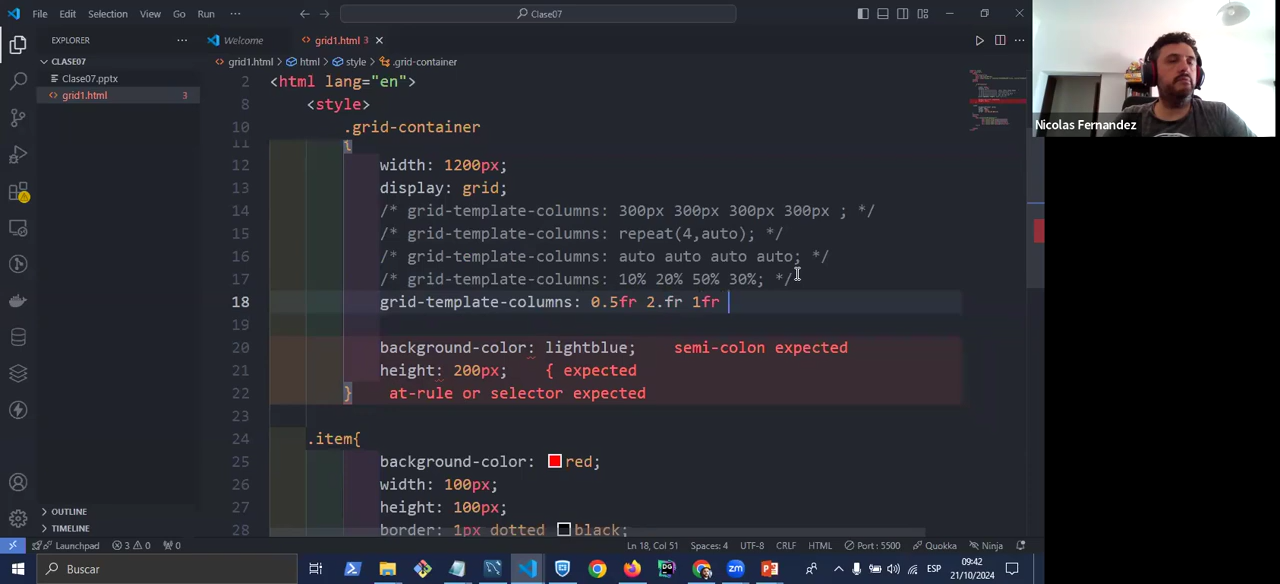 File Edit Selection View Go Run ···
Clase07
EXPLORER
CLASE07
Clase07.pptx
grid1.html 3
OUTLINE
TIMELINE
Welcome
grid1.html 3
grid1.html > html > style > .grid-container
2 <html lang="en">
8 <style>
10 .grid-container
11 {
12 width: 1200px;
13 display: grid;
14 /* grid-template-columns: 300px 300px 300px 300px ; */
15 /* grid-template-columns: repeat(4,auto); */
16 /* grid-template-columns: auto auto auto auto; */
17 /* grid-template-columns: 10% 20% 50% 30%; */
18 grid-template-columns: 0.5fr 2.fr 1fr
19
20 background-color: lightblue; semi-colon expected
21 height: 200px; { expected
22 } at-rule or selector expected
23
24 .item{
25 background-color: red;
26 width: 100px;
27 height: 100px;
28 border: 1px dotted black;
Nicolas Fernandez
Launchpad 3 0 0
Ln 18, Col 51 Spaces: 4 UTF-8 CRLF HTML Port : 5500 Quokka Ninja
Buscar
DG
zm
ESP
09:42
21/10/2024